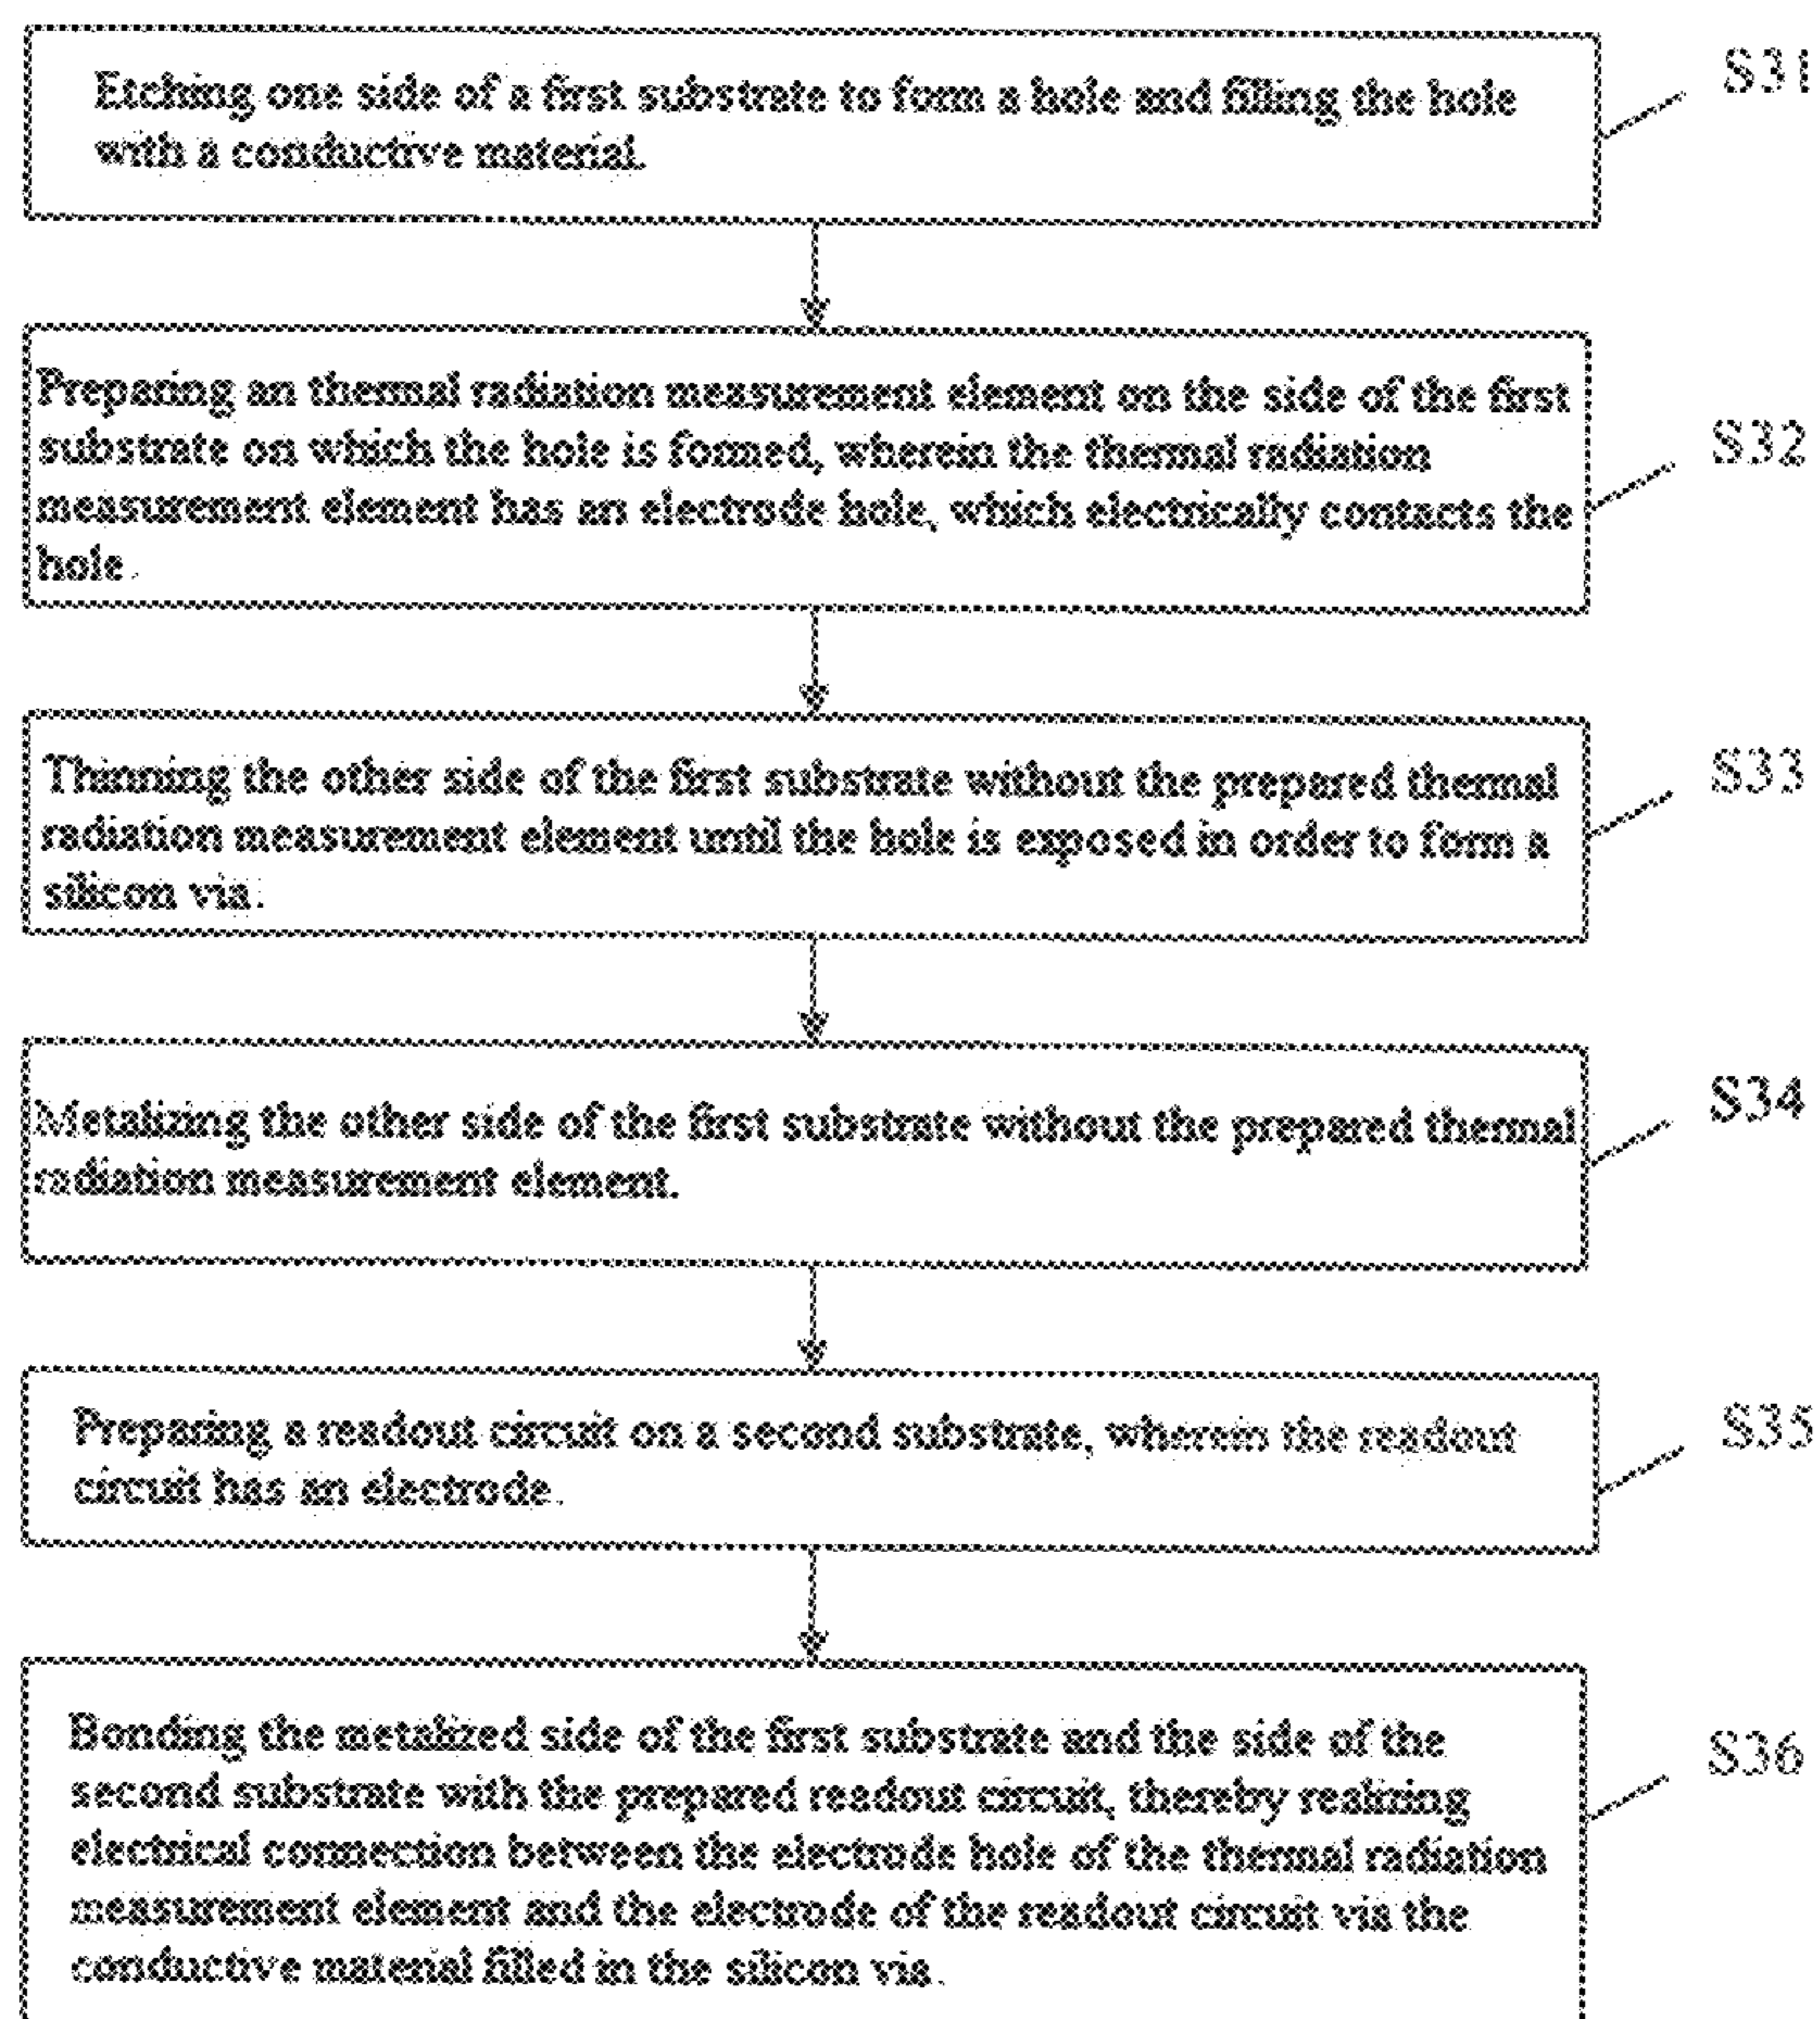 Etching one side of a first substrate to form a hole and filling the hole
with a conductive material.
S31
Preparing an thermal radiation measurement element on the side of the first
substrate on which the hole is formed, wherein the thermal radiation
measurement element has an electrode hole, which electrically contacts the
hole.
S32
Thinning the other side of the first substrate without the prepared thermal
radiation measurement element until the hole is exposed in order to form a
silicon via.
S33
Metalizing the other side of the first substrate without the prepared thermal
radiation measurement element.
S34
Preparing a readout circuit on a second substrate, wherein the readout
circuit has an electrode.
S35
Bonding the metalized side of the first substrate and the side of the
second substrate with the prepared readout circuit, thereby realizing
electrical connection between the electrode hole of the thermal radiation
measurement element and the electrode of the readout circuit via the
conductive material filled in the silicon via.
S36